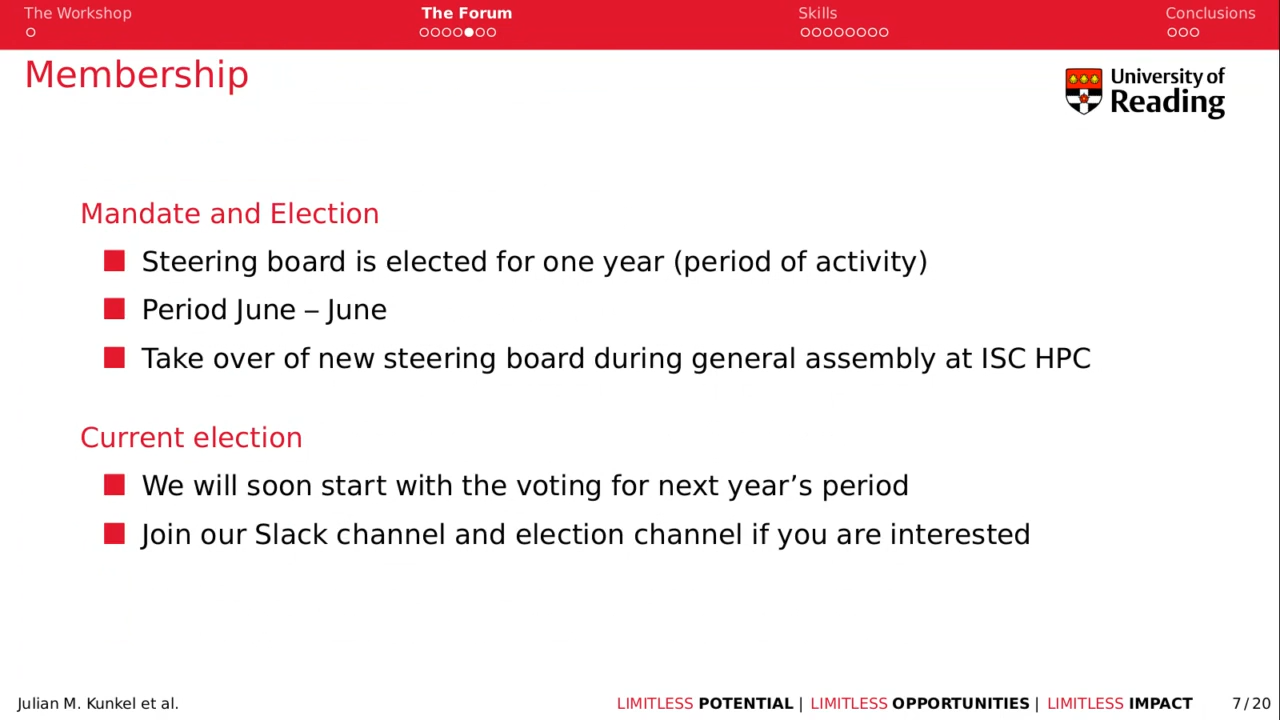 The Workshop
The Forum
Skills
Conclusions
Membership
University of
Reading
Mandate and Election
Steering board is elected for one year (period of activity)
Period June – June
Take over of new steering board during general assembly at ISC HPC
Current election
We will soon start with the voting for next year’s period
Join our Slack channel and election channel if you are interested
Julian M. Kunkel et al.
LIMITLESS POTENTIAL | LIMITLESS OPPORTUNITIES | LIMITLESS IMPACT
7 / 20